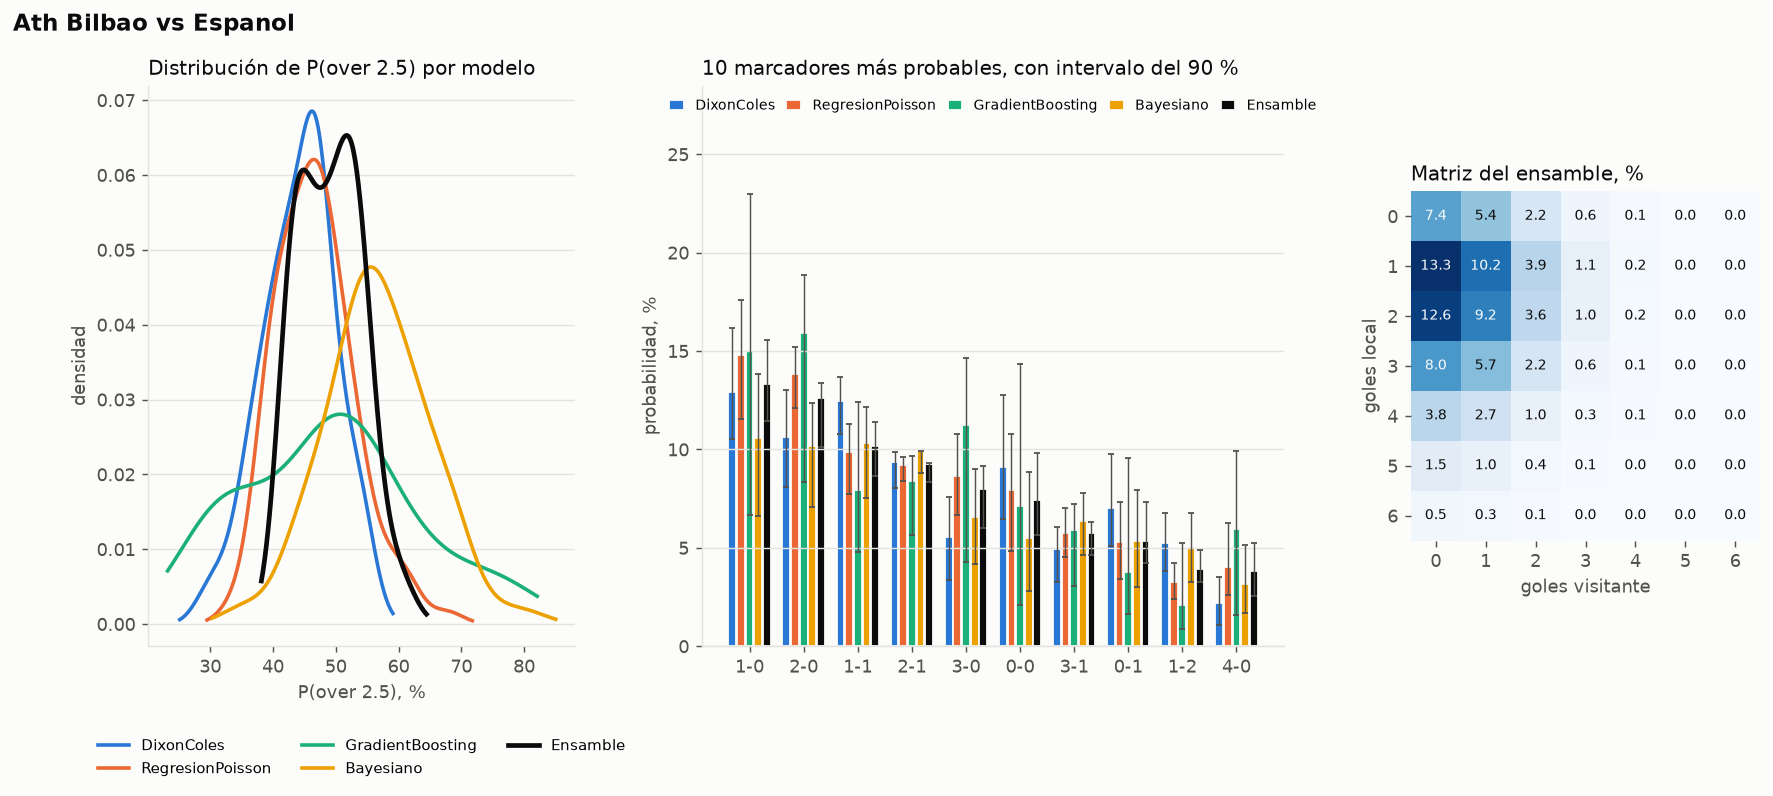 Ath Bilbao vs Espanol
Distribución de P(over 2.5) por modelo
densidad
0.07
0.06
0.05
0.04
0.03
0.02
0.01
0.00
30 40 50 60 70 80
P(over 2.5), %
DixonColes GradientBoosting Ensamble
RegresionPoisson Bayesiano
10 marcadores más probables, con intervalo del 90 %
DixonColes RegresionPoisson GradientBoosting Bayesiano Ensamble
probabilidad, %
25
20
15
10
5
0
1-0 2-0 1-1 2-1 3-0 0-0 3-1 0-1 1-2 4-0
Matriz del ensamble, %
goles local
0 7.4 5.4 2.2 0.6 0.1 0.0 0.0
1 13.3 10.2 3.9 1.1 0.2 0.0 0.0
2 12.6 9.2 3.6 1.0 0.2 0.0 0.0
3 8.0 5.7 2.2 0.6 0.1 0.0 0.0
4 3.8 2.7 1.0 0.3 0.1 0.0 0.0
5 1.5 1.0 0.4 0.1 0.0 0.0 0.0
6 0.5 0.3 0.1 0.0 0.0 0.0 0.0
0 1 2 3 4 5 6
goles visitante